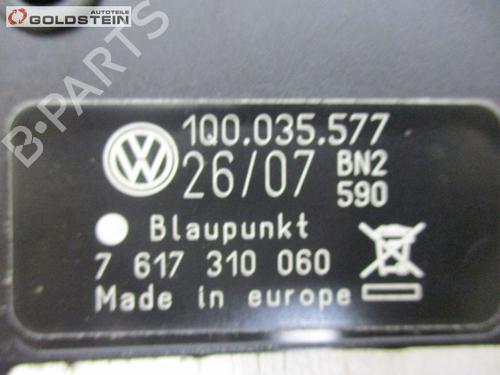 AUTOTEILE
GOLDSTEIN
B-PARTS
1Q0.035.577
26/07 BN2
590
Blaupunkt
7 617 310 060
Made in europe